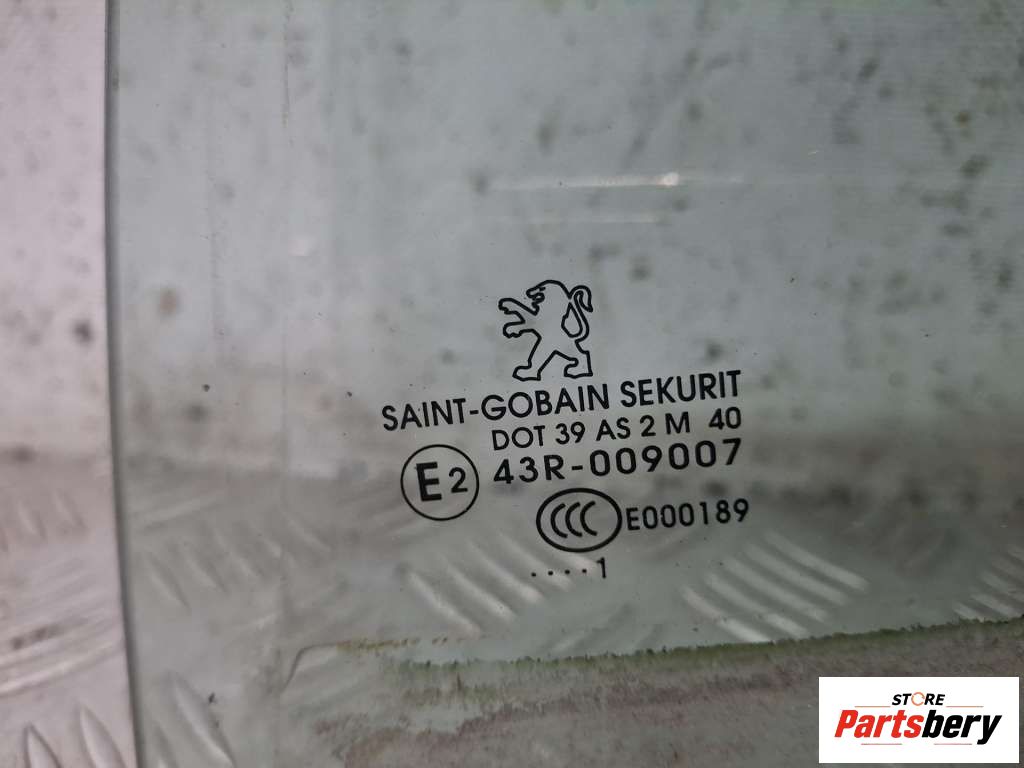 SAINT-GOBAIN SEKURIT
DOT 39 AS 2 M 40
E2 43R-009007
CCC E000189
....1
STORE
Partsbery